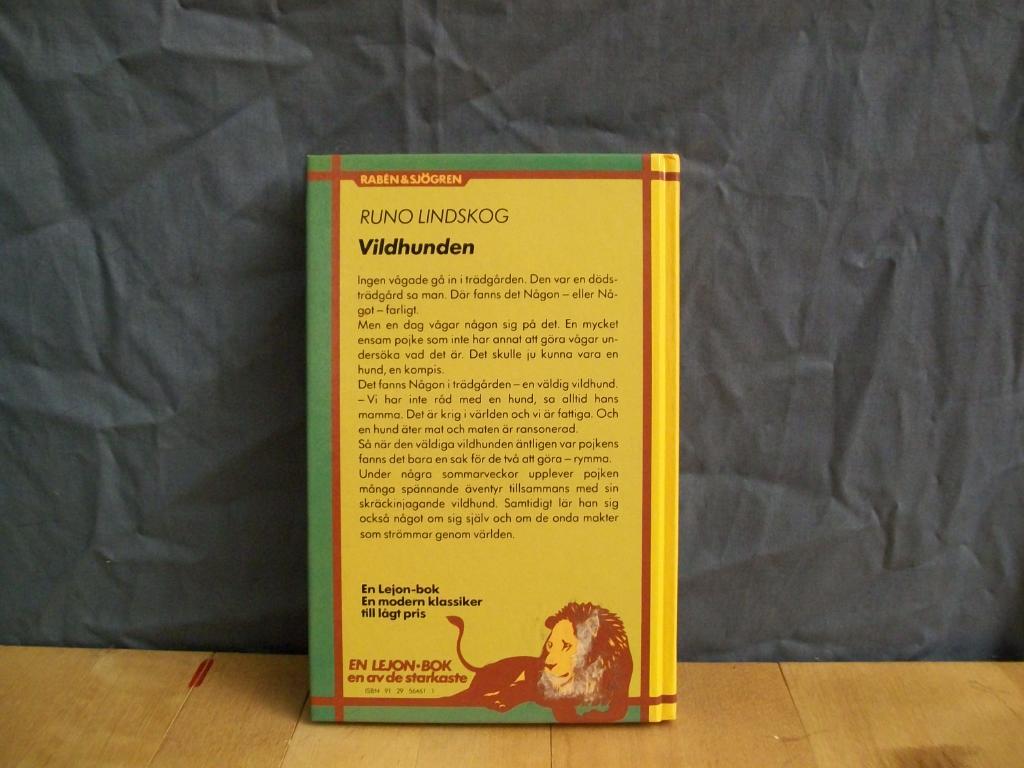 RABÉN & SJÖGREN
RUNO LINDSKOG
Vildhunden
Ingen vågade gå in i trädgården. Den var en döds-
trädgård sa man. Där fanns det Någon – eller Nå-
got – farligt.
Men en dag vågar någon sig på det. En mycket
ensam pojke som inte har annat att göra vågar un-
dersöka vad det är. Det skulle ju kunna vara en
hund, en kompis.
Det fanns Någon i trädgården – en väldig vildhund.
– Vi har inte råd med en hund, sa alltid hans
mamma. Det är krig i världen och vi är fattiga. Och
en hund äter mat och maten är ransonerad.
Så när den väldiga vildhunden äntligen var pojkens
fanns det bara en sak för de två att göra – rymma.
Under några sommarveckor upplever pojken
många spännande äventyr tillsammans med sin
skräckinjagande vildhund. Samtidigt lär han sig
också något om sig själv och om de onda makter
som strömmar genom världen.
En Lejon-bok
En modern klassiker
till lågt pris
EN LEJON·BOK
en av de starkaste
ISBN 91 29 56461 1